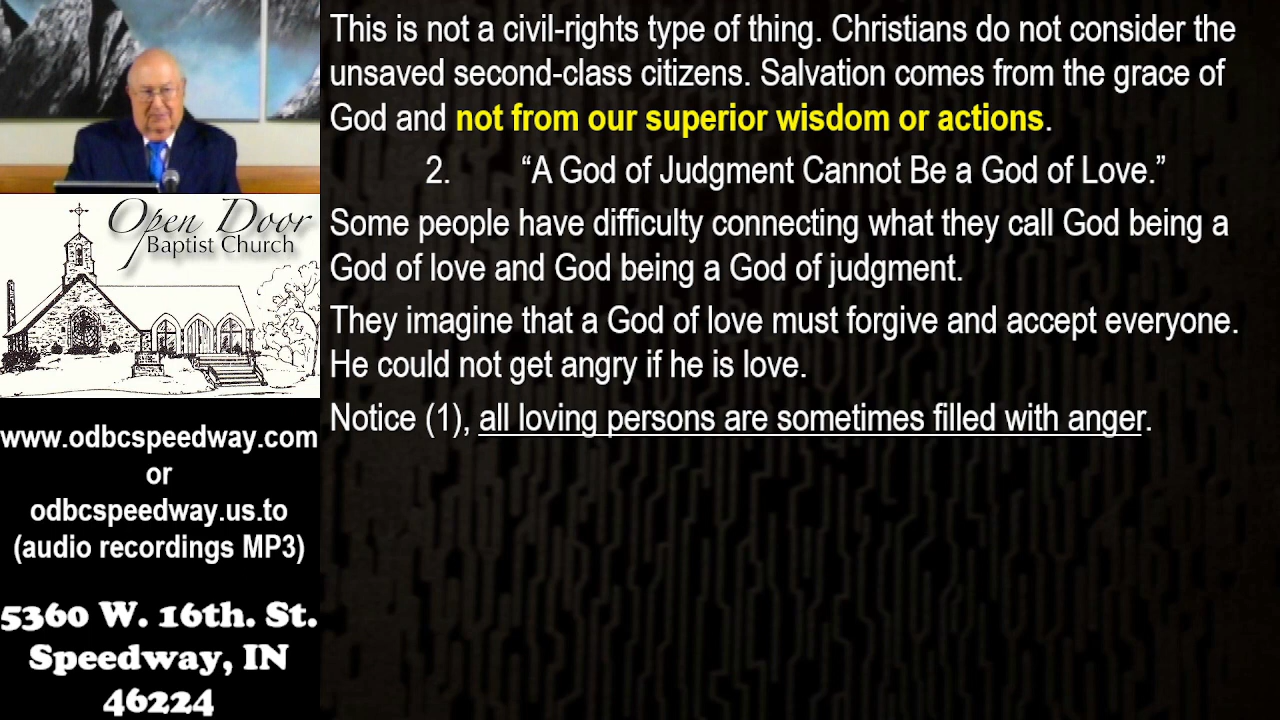 This is not a civil-rights type of thing. Christians do not consider the
unsaved second-class citizens. Salvation comes from the grace of
God and not from our superior wisdom or actions.
2. “A God of Judgment Cannot Be a God of Love.”
Some people have difficulty connecting what they call God being a
God of love and God being a God of judgment.
They imagine that a God of love must forgive and accept everyone.
He could not get angry if he is love.
Notice (1), all loving persons are sometimes filled with anger.
Open Door
Baptist Church
www.odbcspeedway.com
or
odbcspeedway.us.to
(audio recordings MP3)
5360 W. 16th. St.
Speedway, IN
46224